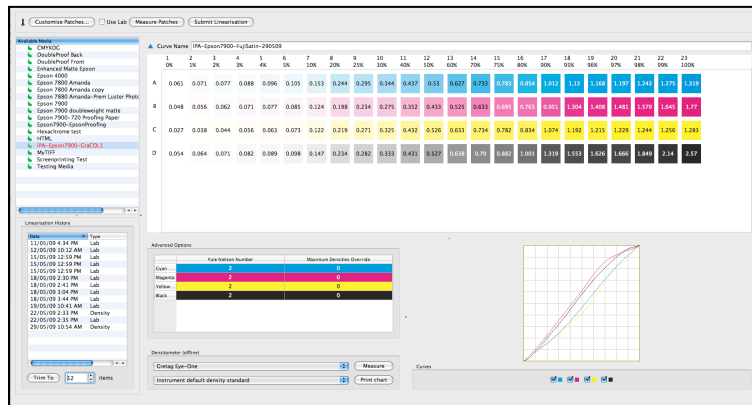 1 Customise Patches... Use Lab Measure Patches Submit Linearisation
Available Media
CMYKOG
DoubleProof Back
DoubleProof Front
Enhanced Matte Epson
Epson 4000
Epson 7800 Amanda
Epson 7800 Amanda copy
Epson 7880 Amanda-Prem Luster Photo
Epson 7900
Epson 7900 doubleweight matte
Epson 7900-720 Proofing Paper
Epson7900-EpsonProofing
Hexachrome test
HTML
IPA-Epson7900-GraCOL1
MyTIFF
Screenprinting Test
Testing Media
Curve Name IPA-Epson7900-FujiSatin-290509
1 2 3 4 5 6 7 8 9 10 11 12 13 14 15 16 17 18 19 20 21 22 23
0% 1% 2% 3% 4% 5% 10% 20% 25% 30% 40% 50% 60% 70% 75% 80% 85% 90% 95% 96% 97% 98% 100%
A 0.061 0.071 0.077 0.088 0.096 0.105 0.153 0.244 0.295 0.344 0.437 0.53 0.627 0.733 0.783 0.854 1.012 1.13 1.168 1.197 1.243 1.275 1.319
B 0.048 0.056 0.062 0.071 0.077 0.085 0.124 0.198 0.234 0.275 0.352 0.433 0.525 0.633 0.695 0.763 0.951 1.304 1.408 1.481 1.579 1.645 1.77
C 0.027 0.038 0.044 0.056 0.063 0.073 0.122 0.219 0.271 0.325 0.432 0.526 0.633 0.734 0.782 0.834 1.074 1.192 1.215 1.229 1.244 1.256 1.283
D 0.054 0.064 0.071 0.082 0.089 0.098 0.147 0.234 0.282 0.333 0.431 0.527 0.638 0.79 0.882 1.001 1.319 1.553 1.626 1.666 1.849 2.14 2.57
Linearisation History
Date Type
11/05/09 4:34 PM Lab
12/05/09 10:12 AM Lab
15/05/09 12:59 PM Lab
15/05/09 12:59 PM Lab
15/05/09 12:59 PM Lab
18/05/09 2:30 PM Lab
18/05/09 2:41 PM Lab
18/05/09 3:04 PM Lab
18/05/09 3:44 PM Lab
19/05/09 10:41 AM Lab
22/05/09 2:33 PM Density
22/05/09 2:35 PM Lab
29/05/09 10:54 AM Density
Trim To 12 items
Advanced Options
Yule Nielson Number Maximum Densities Override
Cyan... 2 0
Magenta 2 0
Yellow... 2 0
Black... 2 0
Densitometer (offline)
Gretag Eye-One Measure
Instrument default density standard Print chart
Curves